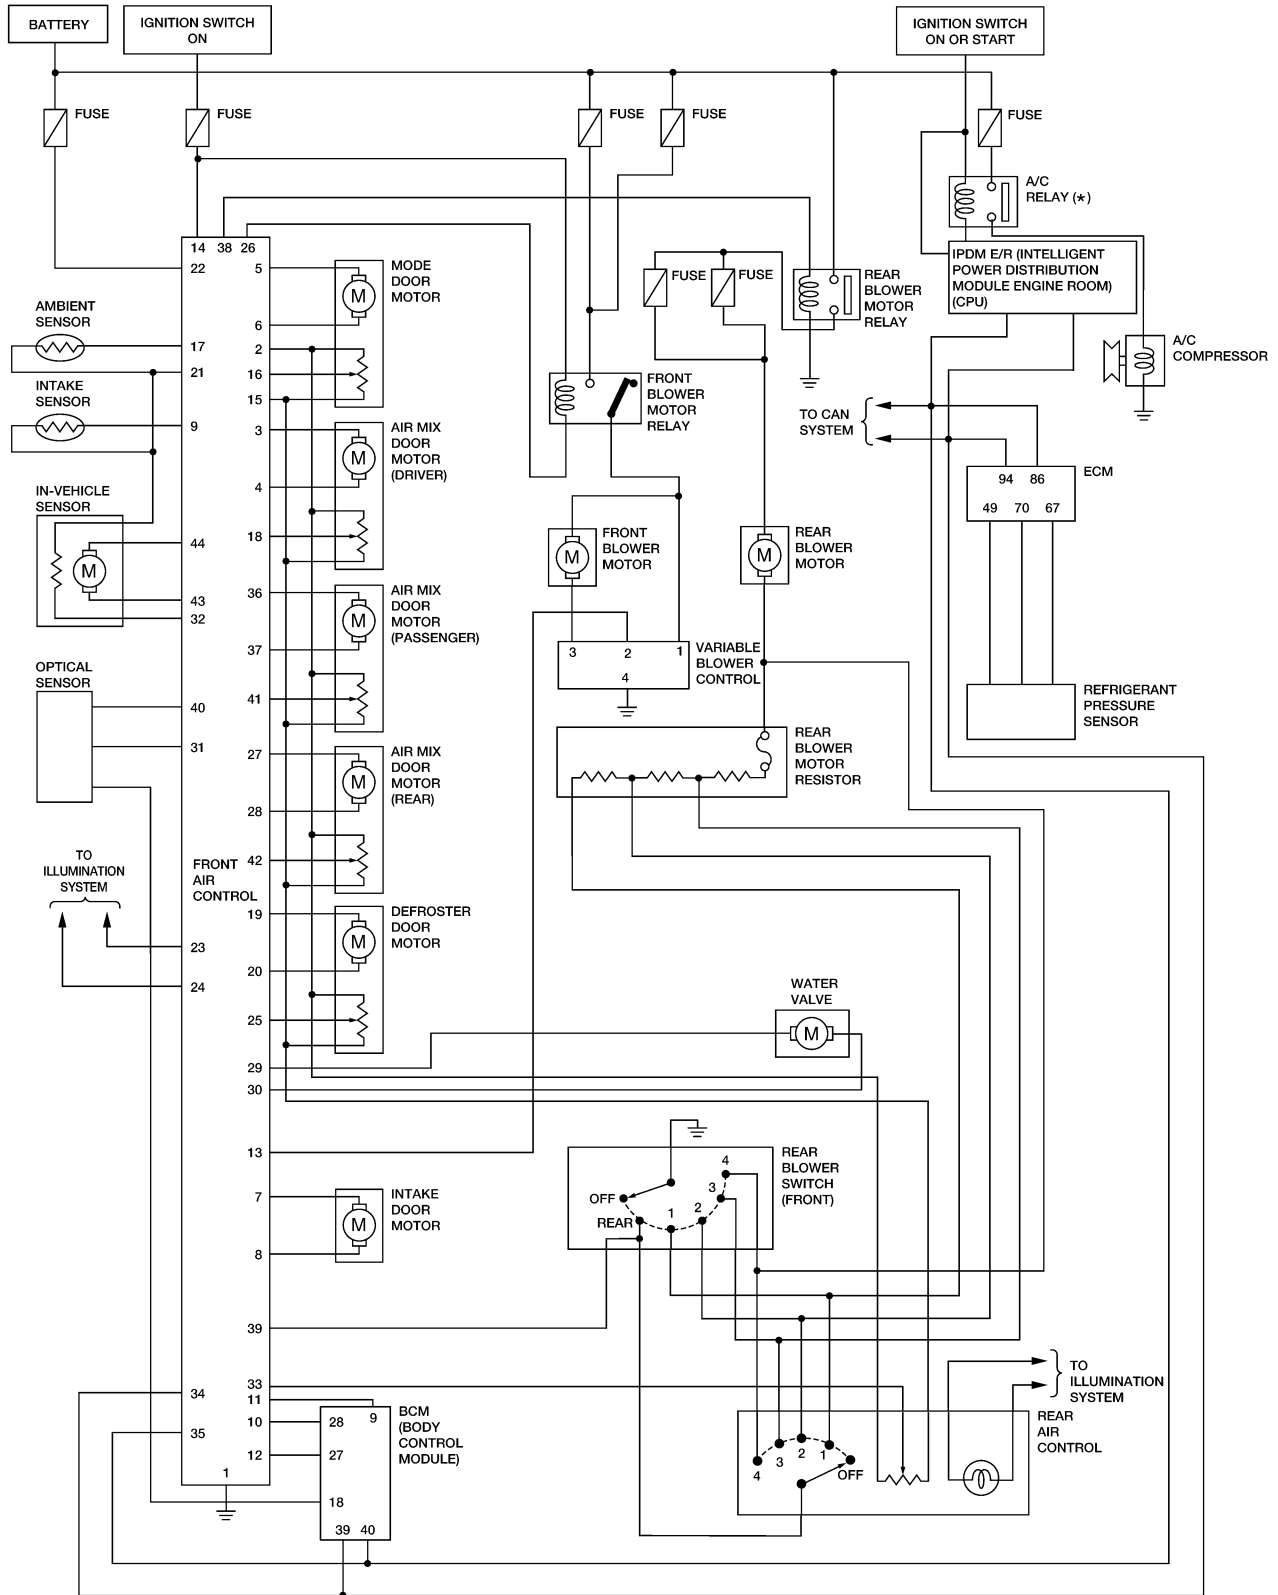 BATTERY
IGNITION SWITCH
ON
IGNITION SWITCH
ON OR START
FUSE
FUSE
FUSE
FUSE
FUSE
A/C
RELAY (*)
14 38 26
22
5
MODE
DOOR
MOTOR
M
6
AMBIENT
SENSOR
17
21
2
16
15
INTAKE
SENSOR
9
3
AIR MIX
DOOR
MOTOR
(DRIVER)
M
4
18
IN-VEHICLE
SENSOR
M
44
43
32
36
AIR MIX
DOOR
MOTOR
(PASSENGER)
M
37
41
OPTICAL
SENSOR
40
31
27
AIR MIX
DOOR
MOTOR
(REAR)
M
28
42
TO
ILLUMINATION
SYSTEM
FRONT
AIR
CONTROL
19
DEFROSTER
DOOR
MOTOR
M
23
20
24
25
29
30
13
7
INTAKE
DOOR
MOTOR
M
8
39
33
34
11
10
35
12
1
BCM
(BODY
CONTROL
MODULE)
9
28
27
18
39 40
FUSE
FUSE
REAR
BLOWER
MOTOR
RELAY
FRONT
BLOWER
MOTOR
RELAY
IPDM E/R (INTELLIGENT
POWER DISTRIBUTION
MODULE ENGINE ROOM)
(CPU)
A/C
COMPRESSOR
TO CAN
SYSTEM
ECM
94 86
49 70 67
REFRIGERANT
PRESSURE
SENSOR
M
FRONT
BLOWER
MOTOR
M
REAR
BLOWER
MOTOR
3 2 1
4
VARIABLE
BLOWER
CONTROL
REAR
BLOWER
MOTOR
RESISTOR
WATER
VALVE
M
REAR
BLOWER
SWITCH
(FRONT)
4
3
OFF
2
1
REAR
TO
ILLUMINATION
SYSTEM
REAR
AIR
CONTROL
4
3
2
1
OFF